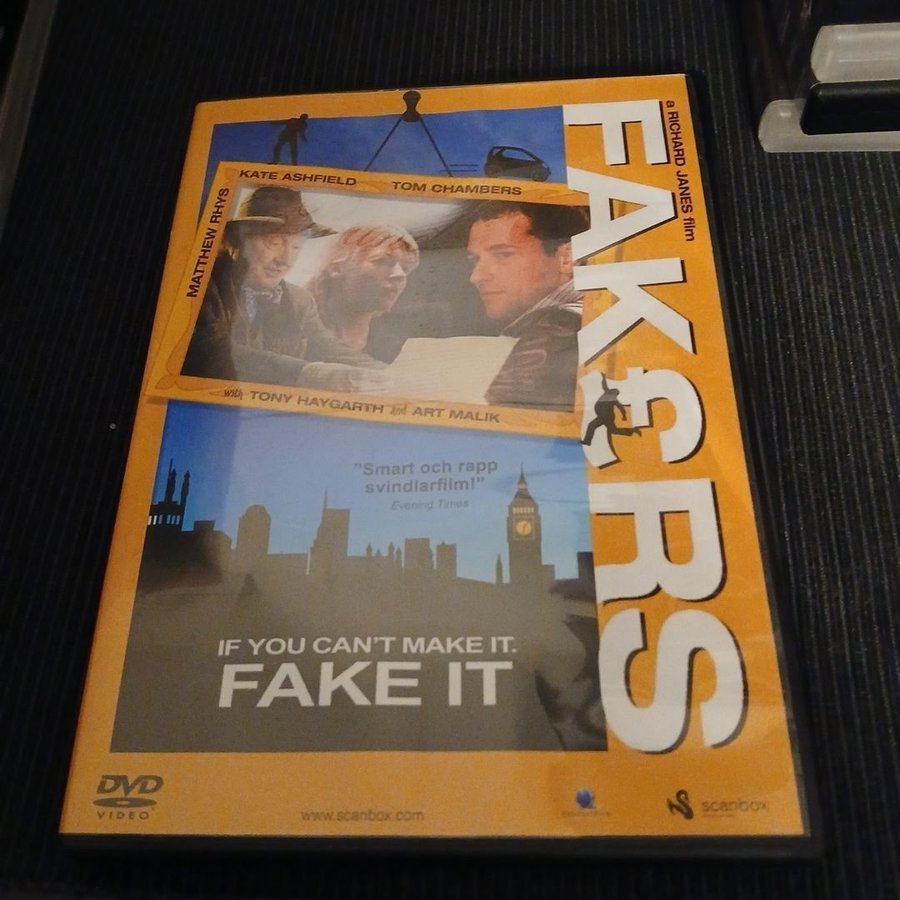 a RICHARD JANES film
FAK£RS
MATTHEW RHYS
KATE ASHFIELD
TOM CHAMBERS
with TONY HAYGARTH and ART MALIK
"Smart och rapp
svindlarfilm!"
Evening Times
IF YOU CAN'T MAKE IT.
FAKE IT
DVD
VIDEO
www.scanbox.com
scanbox